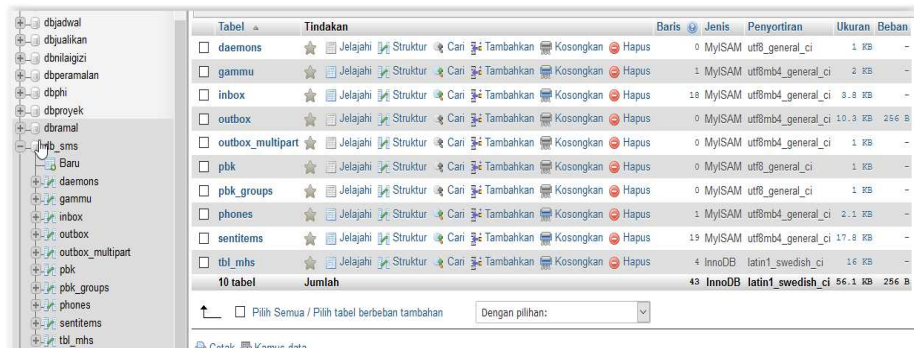 dbjadwal
dbjualikan
dbnilaigizi
dbperamalan
dbphi
dbproyek
dbramal
db_sms
Baru
daemons
gammu
inbox
outbox
outbox_multipart
pbk
pbk_groups
phones
sentitems
tbl_mhs
Tabel Tindakan Baris Jenis Penyortiran Ukuran Beban
daemons Jelajahi Struktur Cari Tambahkan Kosongkan Hapus 0 MyISAM utf8_general_ci 1 KB -
gammu Jelajahi Struktur Cari Tambahkan Kosongkan Hapus 1 MyISAM utf8mb4_general_ci 2 KB -
inbox Jelajahi Struktur Cari Tambahkan Kosongkan Hapus 18 MyISAM utf8mb4_general_ci 3.8 KB -
outbox Jelajahi Struktur Cari Tambahkan Kosongkan Hapus 0 MyISAM utf8mb4_general_ci 10.3 KB 256 B
outbox_multipart Jelajahi Struktur Cari Tambahkan Kosongkan Hapus 0 MyISAM utf8mb4_general_ci 1 KB -
pbk Jelajahi Struktur Cari Tambahkan Kosongkan Hapus 0 MyISAM utf8_general_ci 1 KB -
pbk_groups Jelajahi Struktur Cari Tambahkan Kosongkan Hapus 0 MyISAM utf8_general_ci 1 KB -
phones Jelajahi Struktur Cari Tambahkan Kosongkan Hapus 1 MyISAM utf8mb4_general_ci 2.1 KB -
sentitems Jelajahi Struktur Cari Tambahkan Kosongkan Hapus 19 MyISAM utf8mb4_general_ci 17.8 KB -
tbl_mhs Jelajahi Struktur Cari Tambahkan Kosongkan Hapus 4 InnoDB latin1_swedish_ci 16 KB -
10 tabel Jumlah 43 InnoDB latin1_swedish_ci 56.1 KB 256 B
Pilih Semua / Pilih tabel berbeban tambahan Dengan pilihan:
Cetak Kamus data